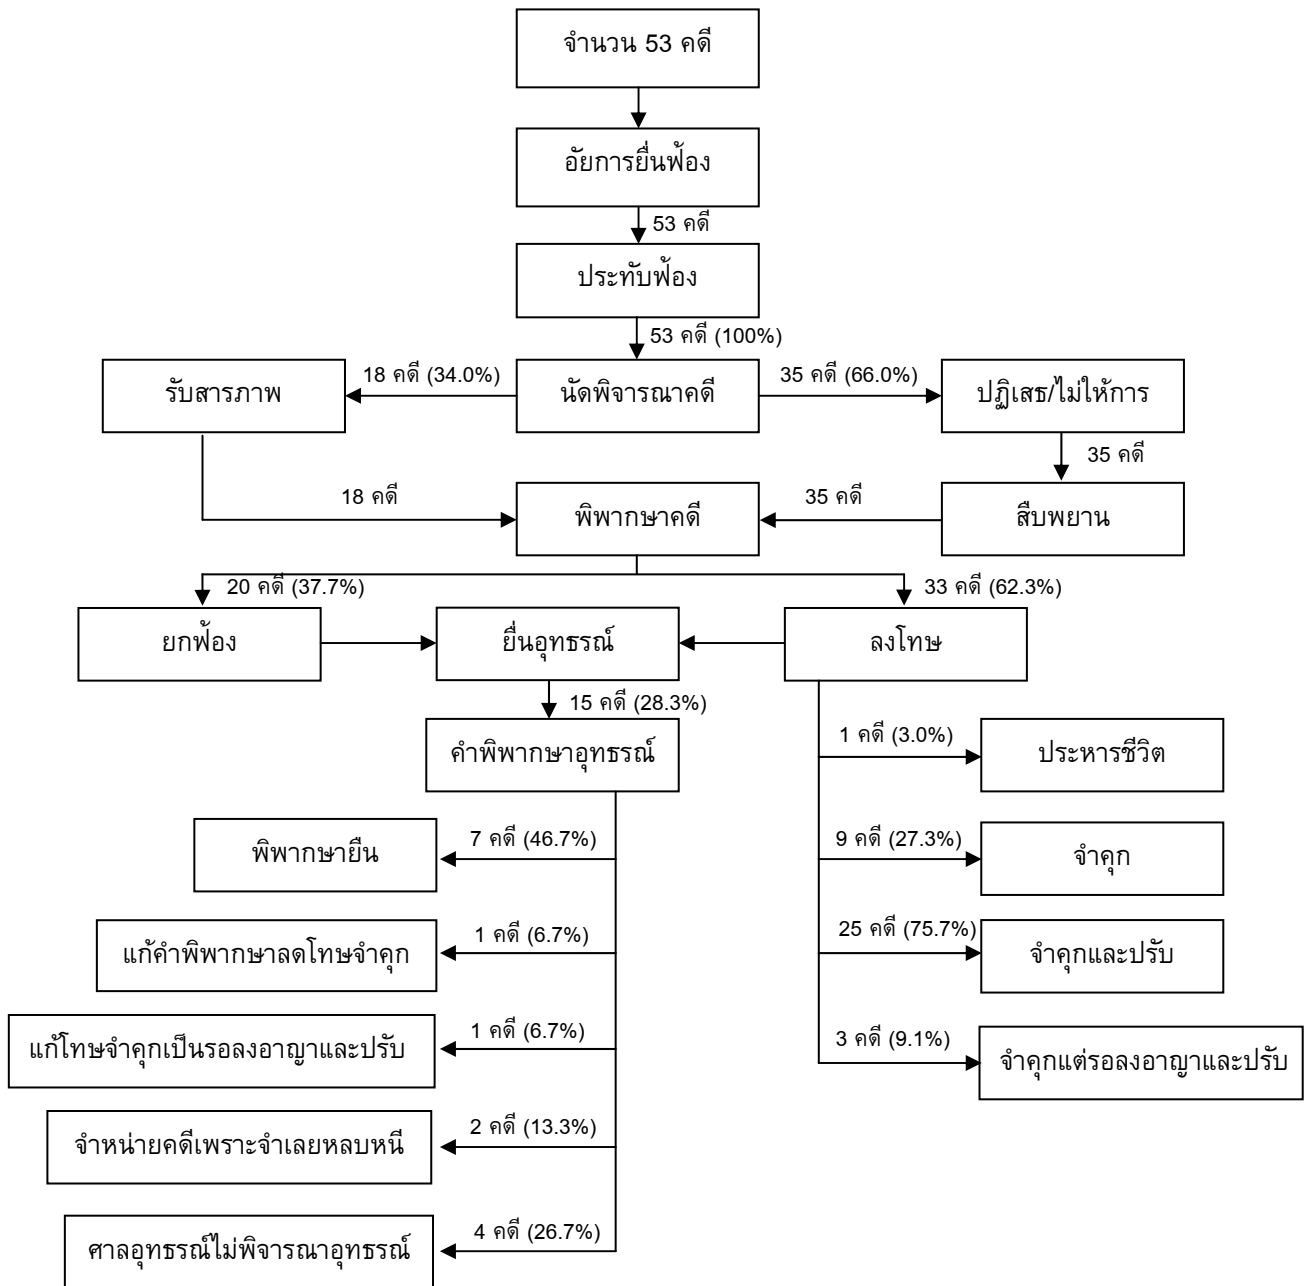 จำนวน 53 คดี
อัยการยื่นฟ้อง
53 คดี
ประทับฟ้อง
53 คดี (100%)
รับสารภาพ
18 คดี (34.0%)
นัดพิจารณาคดี
35 คดี (66.0%)
ปฏิเสธ/ไม่ให้การ
35 คดี
18 คดี
พิพากษาคดี
35 คดี
สืบพยาน
20 คดี (37.7%)
33 คดี (62.3%)
ยกฟ้อง
ยื่นอุทธรณ์
ลงโทษ
15 คดี (28.3%)
คำพิพากษาอุทธรณ์
1 คดี (3.0%)
ประหารชีวิต
พิพากษายืน
7 คดี (46.7%)
9 คดี (27.3%)
จำคุก
แก้คำพิพากษาลดโทษจำคุก
1 คดี (6.7%)
25 คดี (75.7%)
จำคุกและปรับ
แก้โทษจำคุกเป็นรอลงอาญาและปรับ
1 คดี (6.7%)
3 คดี (9.1%)
จำคุกแต่รอลงอาญาและปรับ
จำหน่ายคดีเพราะจำเลยหลบหนี
2 คดี (13.3%)
ศาลอุทธรณ์ไม่พิจารณาอุทธรณ์
4 คดี (26.7%)